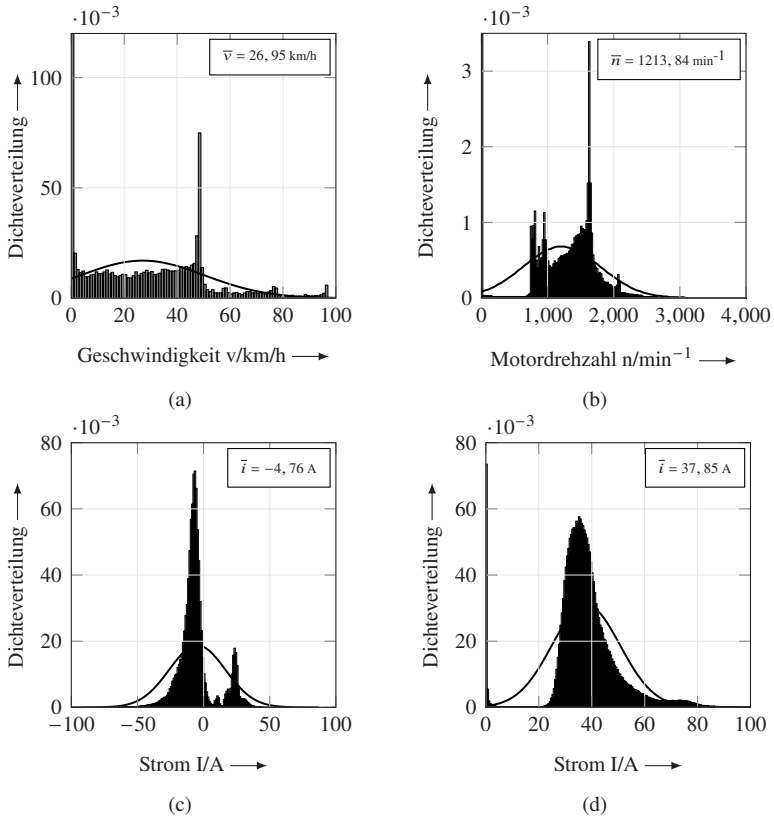 ·10⁻³
v̅ = 26, 95 km/h
100
50
0
0 20 40 60 80 100
Dichteverteilung
Geschwindigkeit v/km/h
(a)
·10⁻³
n̅ = 1213, 84 min⁻¹
3
2
1
0
0 1,000 2,000 3,000 4,000
Dichteverteilung
Motordrehzahl n/min⁻¹
(b)
·10⁻³
i̅ = −4, 76 A
80
60
40
20
0
−100 −50 0 50 100
Dichteverteilung
Strom I/A
(c)
·10⁻³
i̅ = 37, 85 A
80
60
40
20
0
0 20 40 60 80 100
Dichteverteilung
Strom I/A
(d)